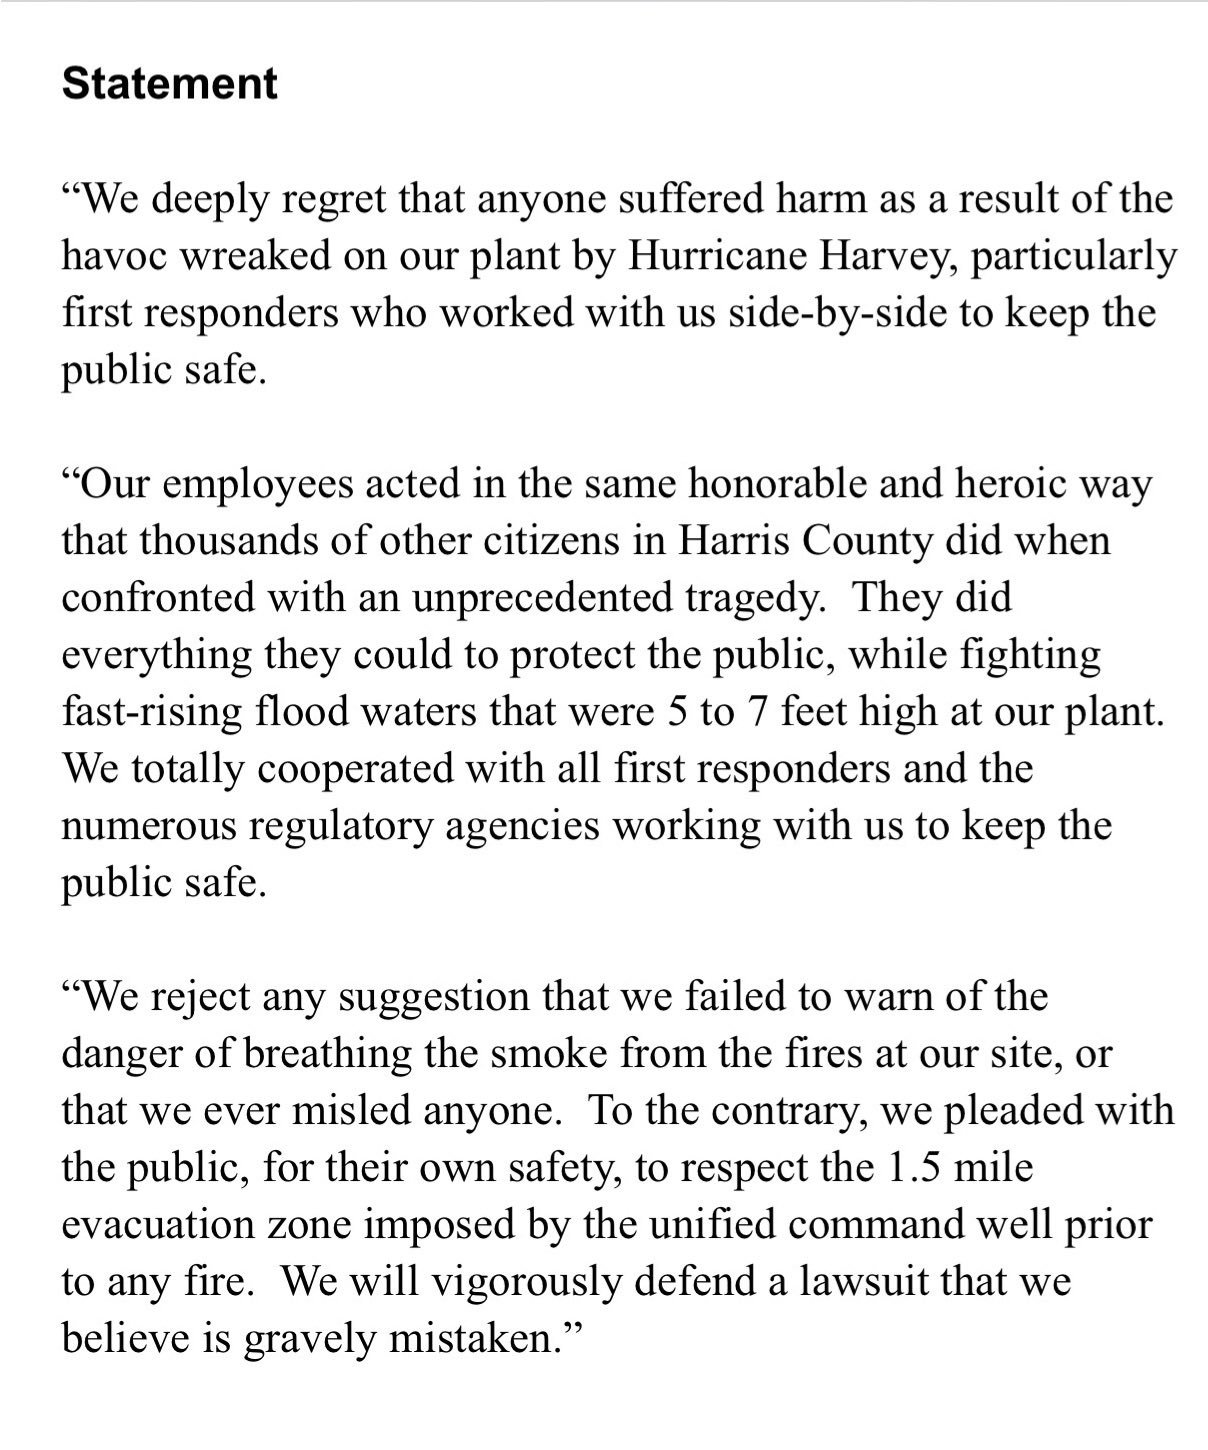 Statement
“We deeply regret that anyone suffered harm as a result of the
havoc wreaked on our plant by Hurricane Harvey, particularly
first responders who worked with us side-by-side to keep the
public safe.
“Our employees acted in the same honorable and heroic way
that thousands of other citizens in Harris County did when
confronted with an unprecedented tragedy.  They did
everything they could to protect the public, while fighting
fast-rising flood waters that were 5 to 7 feet high at our plant.
We totally cooperated with all first responders and the
numerous regulatory agencies working with us to keep the
public safe.
“We reject any suggestion that we failed to warn of the
danger of breathing the smoke from the fires at our site, or
that we ever misled anyone.  To the contrary, we pleaded with
the public, for their own safety, to respect the 1.5 mile
evacuation zone imposed by the unified command well prior
to any fire.  We will vigorously defend a lawsuit that we
believe is gravely mistaken.”